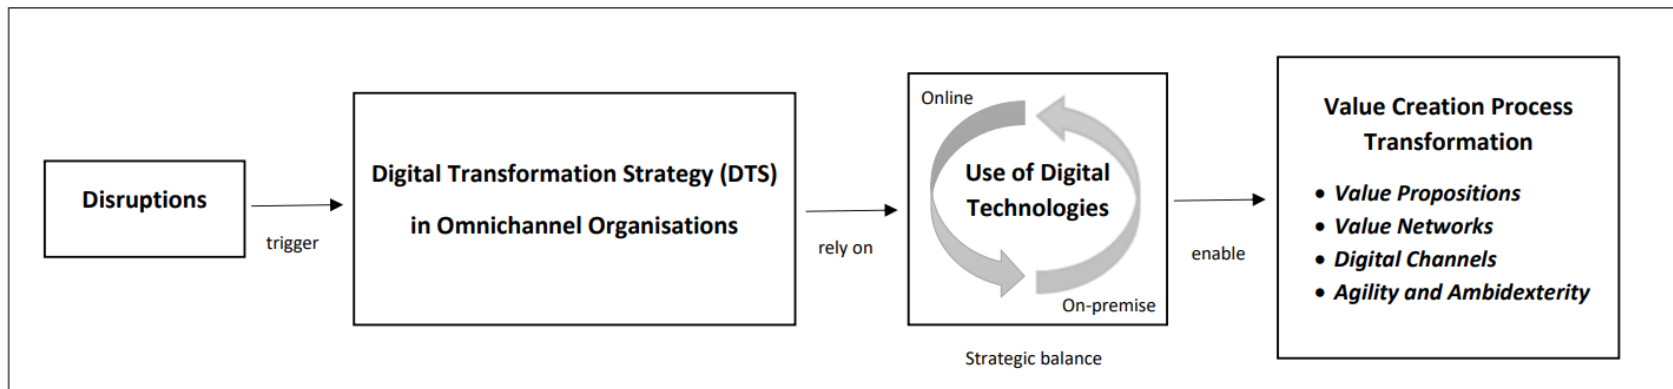 Disruptions
trigger
Digital Transformation Strategy (DTS)
in Omnichannel Organisations
rely on
Online
Use of Digital
Technologies
On-premise
Strategic balance
enable
Value Creation Process
Transformation
• Value Propositions
• Value Networks
• Digital Channels
• Agility and Ambidexterity